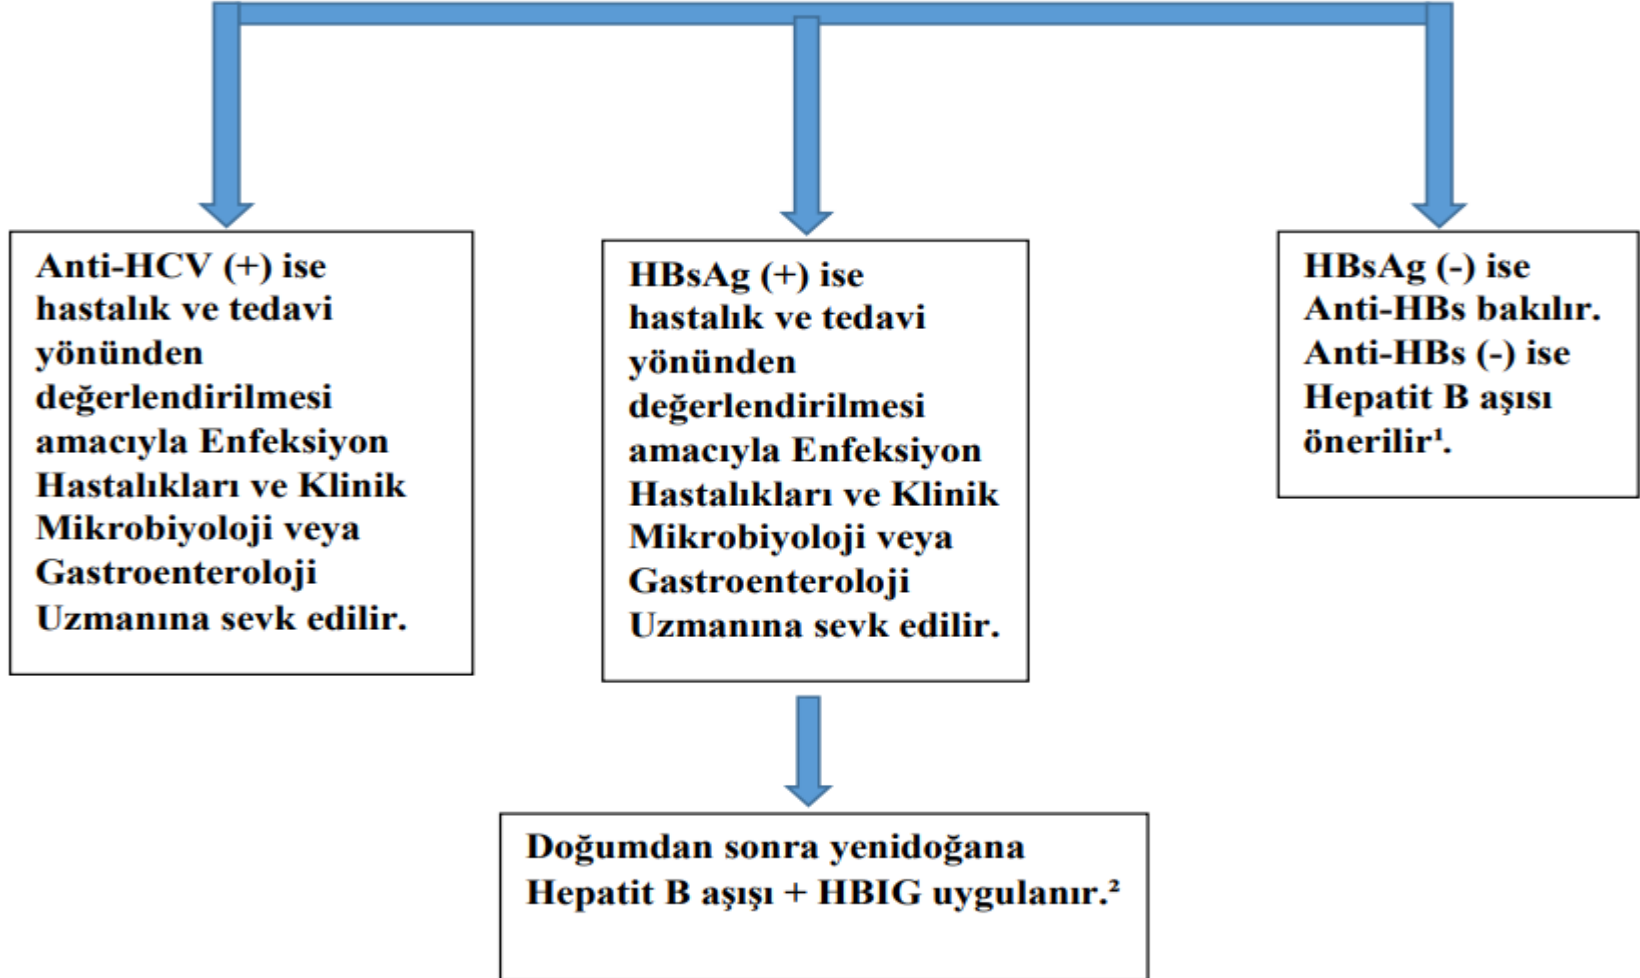 Anti-HCV (+) ise
hastalık ve tedavi
yönünden
değerlendirilmesi
amacıyla Enfeksiyon
Hastalıkları ve Klinik
Mikrobiyoloji veya
Gastroenteroloji
Uzmanına sevk edilir.
HBsAg (+) ise
hastalık ve tedavi
yönünden
değerlendirilmesi
amacıyla Enfeksiyon
Hastalıkları ve Klinik
Mikrobiyoloji veya
Gastroenteroloji
Uzmanına sevk edilir.
HBsAg (-) ise
Anti-HBs bakılır.
Anti-HBs (-) ise
Hepatit B aşısı
önerilir¹.
Doğumdan sonra yenidoğana
Hepatit B aşışı + HBIG uygulanır.²